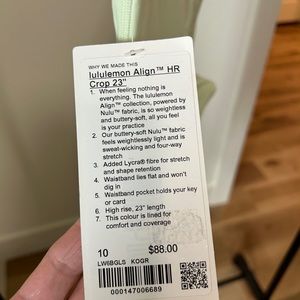 WHY WE MADE THIS
lululemon Align™ HR
Crop 23"
1. When feeling nothing is
everything. The lululemon
Align™ collection, powered by
Nulu™ fabric, is so weightless
and buttery-soft, all you feel
is your practice
2. Our buttery-soft Nulu™ fabric
feels weightlessly light and is
sweat-wicking and four-way
stretch
3. Added Lycra® fibre for stretch
and shape retention
4. Waistband lies flat and won't
dig in
5. Waistband pocket holds your key
or card
6. High rise, 23" length
7. This colour is lined for
comfort and coverage
10 $88.00
LW6BGLS KOGR
000147006689